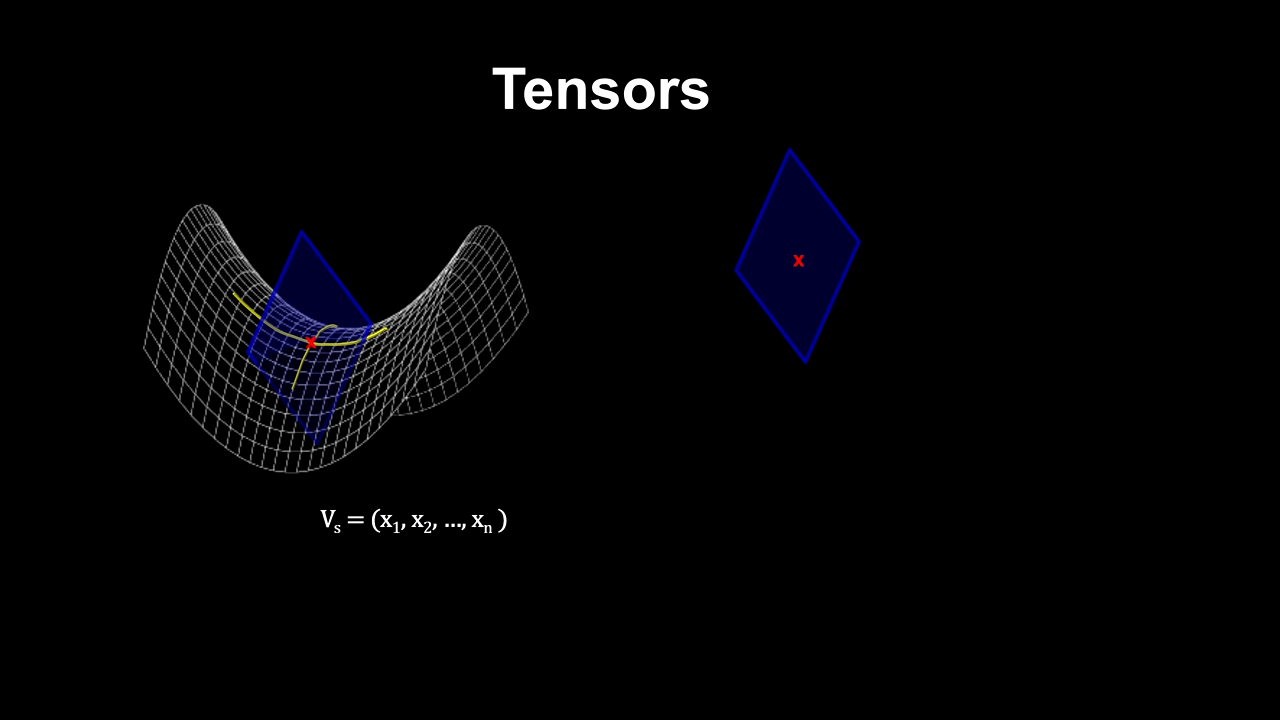 Tensors
x
x
Vₛ = (x₁, x₂, ..., xₙ )